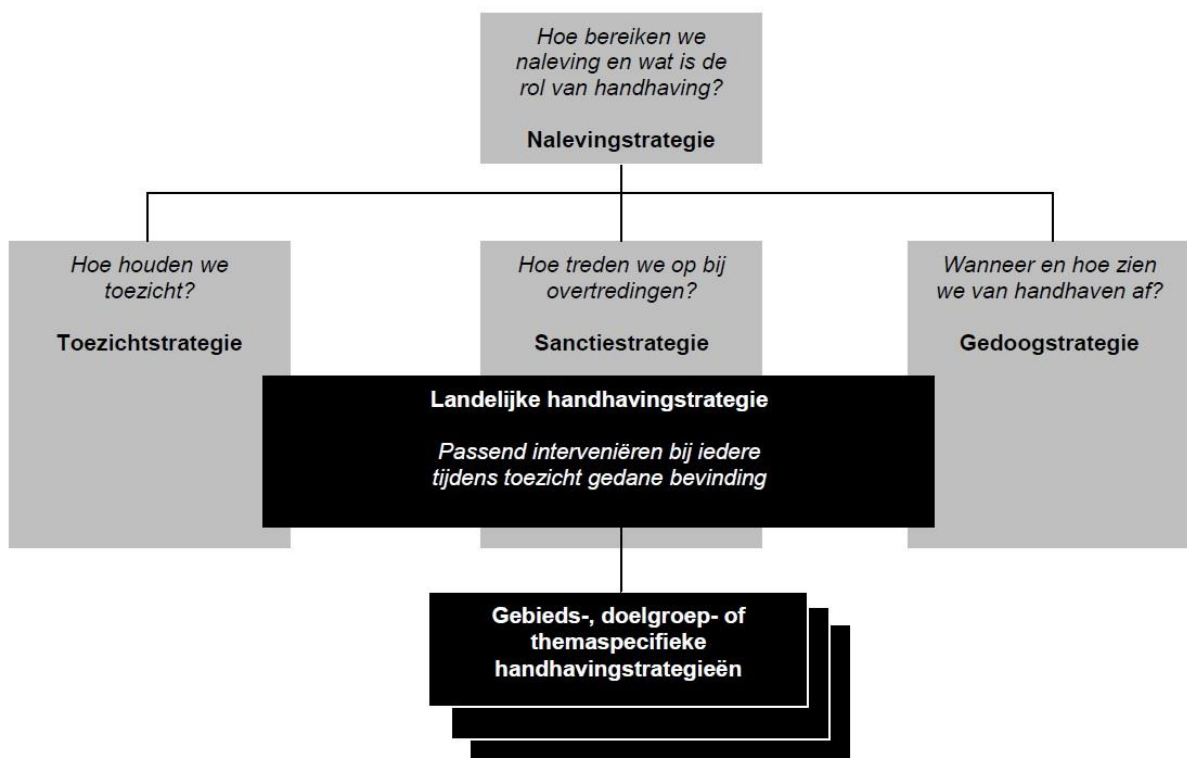 Hoe bereiken we
naleving en wat is de
rol van handhaving?
Nalevingstrategie
Hoe houden we
toezicht?
Toezichtstrategie
Hoe treden we op bij
overtredingen?
Sanctiestrategie
Wanneer en hoe zien
we van handhaven af?
Gedoogstrategie
Landelijke handhavingstrategie
Passend interveniëren bij iedere
tijdens toezicht gedane bevinding
Gebieds-, doelgroep- of
themaspecifieke
handhavingstrategieën